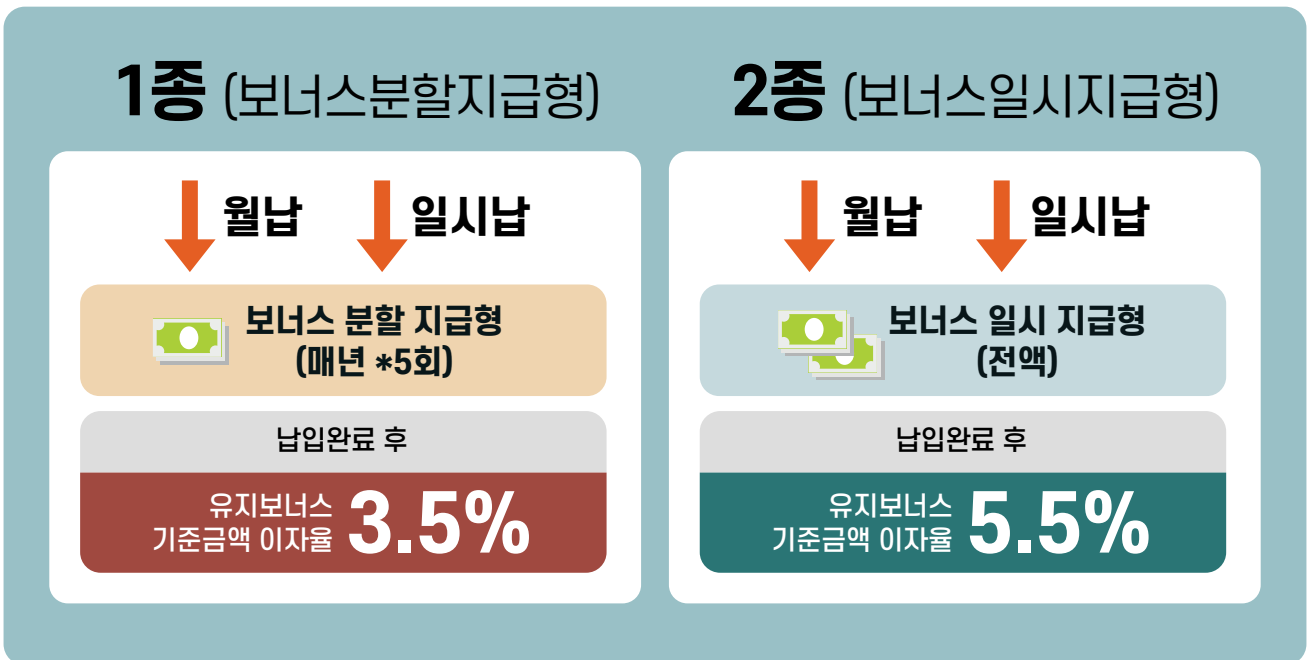 1종 (보너스분할지급형)
월납 일시납
보너스 분할 지급형
(매년 *5회)
납입완료 후
유지보너스
기준금액 이자율 3.5%
2종 (보너스일시지급형)
월납 일시납
보너스 일시 지급형
(전액)
납입완료 후
유지보너스
기준금액 이자율 5.5%